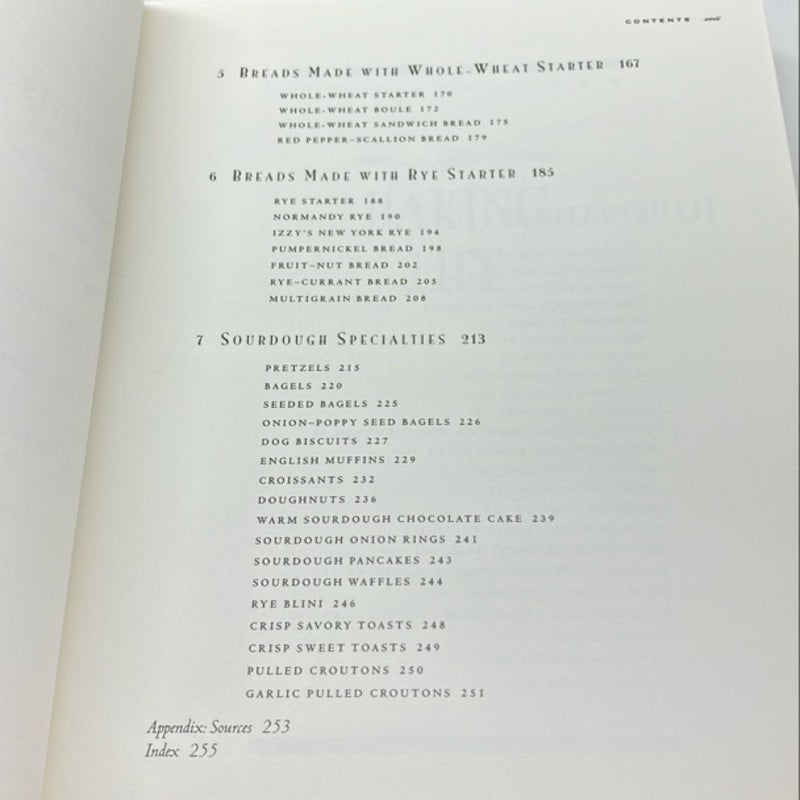 CONTENTS xvii
5 BREADS MADE WITH WHOLE-WHEAT STARTER 167
WHOLE-WHEAT STARTER 170
WHOLE-WHEAT BOULE 172
WHOLE-WHEAT SANDWICH BREAD 175
RED PEPPER–SCALLION BREAD 179
6 BREADS MADE WITH RYE STARTER 185
RYE STARTER 188
NORMANDY RYE 190
IZZY'S NEW YORK RYE 194
PUMPERNICKEL BREAD 198
FRUIT–NUT BREAD 202
RYE–CURRANT BREAD 205
MULTIGRAIN BREAD 208
7 SOURDOUGH SPECIALTIES 213
PRETZELS 215
BAGELS 220
SEEDED BAGELS 225
ONION–POPPY SEED BAGELS 226
DOG BISCUITS 227
ENGLISH MUFFINS 229
CROISSANTS 232
DOUGHNUTS 236
WARM SOURDOUGH CHOCOLATE CAKE 239
SOURDOUGH ONION RINGS 241
SOURDOUGH PANCAKES 243
SOURDOUGH WAFFLES 244
RYE BLINI 246
CRISP SAVORY TOASTS 248
CRISP SWEET TOASTS 249
PULLED CROUTONS 250
GARLIC PULLED CROUTONS 251
Appendix: Sources 253
Index 255